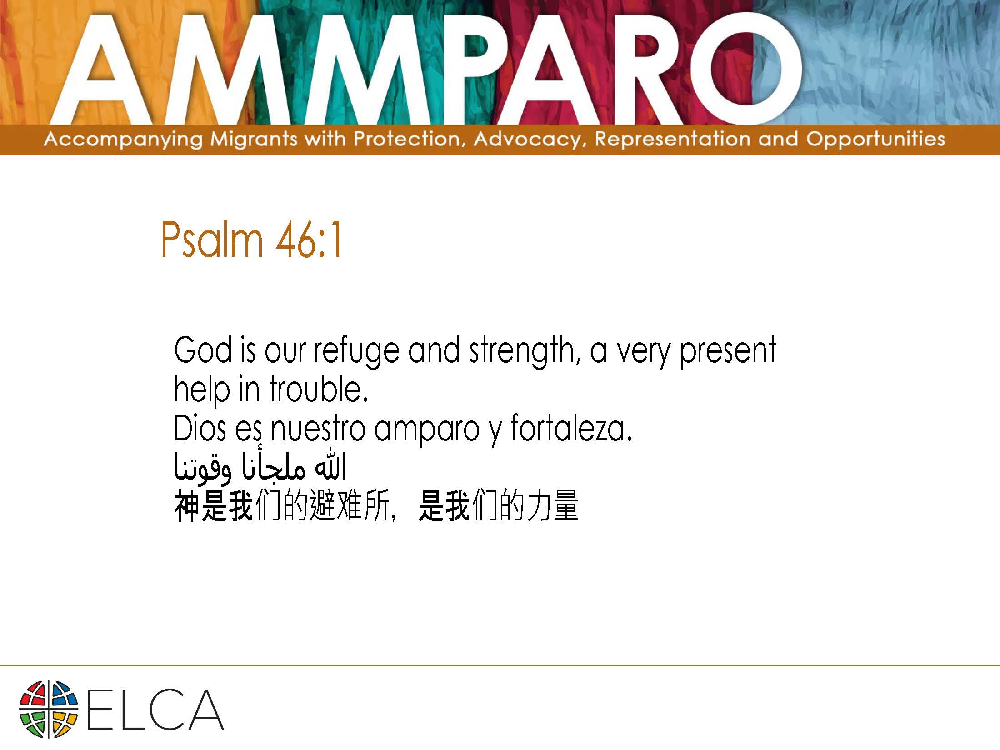 AMMPARO
Accompanying Migrants with Protection, Advocacy, Representation and Opportunities
Psalm 46:1
God is our refuge and strength, a very present
help in trouble.
Dios es nuestro amparo y fortaleza.
الله ملجأنا وقوتنا
神是我们的避难所，是我们的力量
ELCA